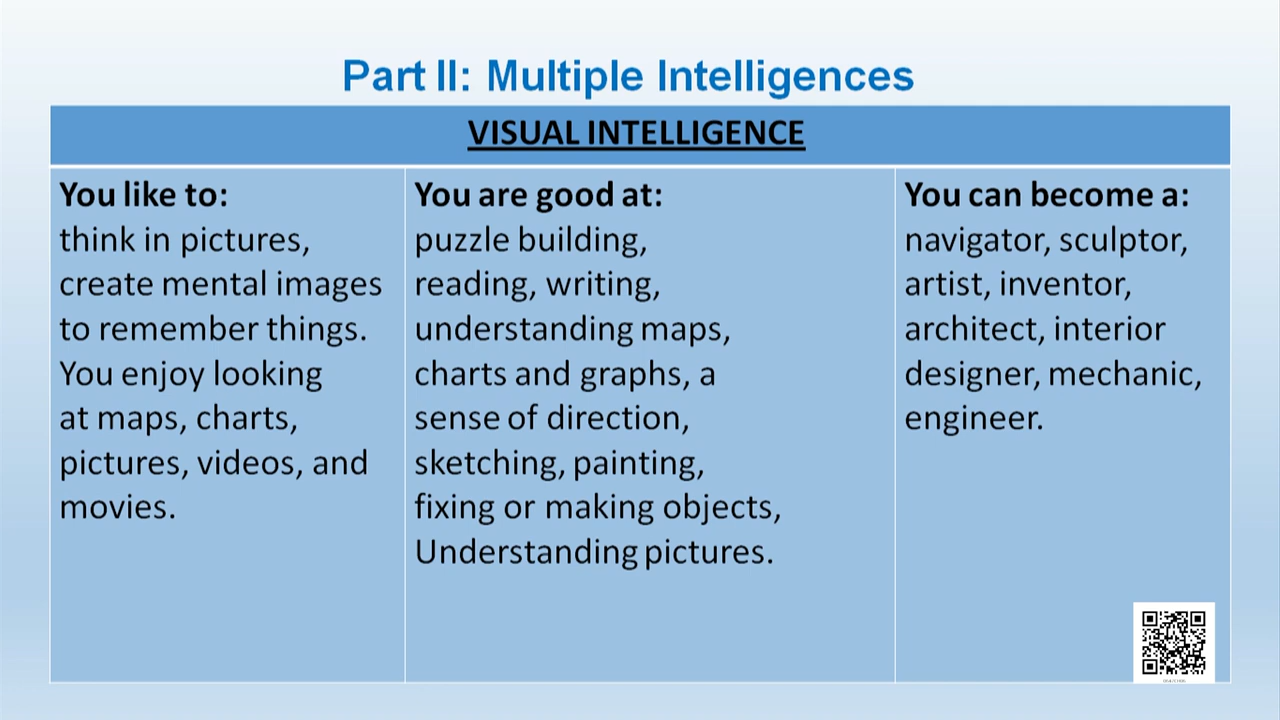 Part II: Multiple Intelligences
VISUAL INTELLIGENCE
You like to:
think in pictures,
create mental images
to remember things.
You enjoy looking
at maps, charts,
pictures, videos, and
movies.
You are good at:
puzzle building,
reading, writing,
understanding maps,
charts and graphs, a
sense of direction,
sketching, painting,
fixing or making objects,
Understanding pictures.
You can become a:
navigator, sculptor,
artist, inventor,
architect, interior
designer, mechanic,
engineer.